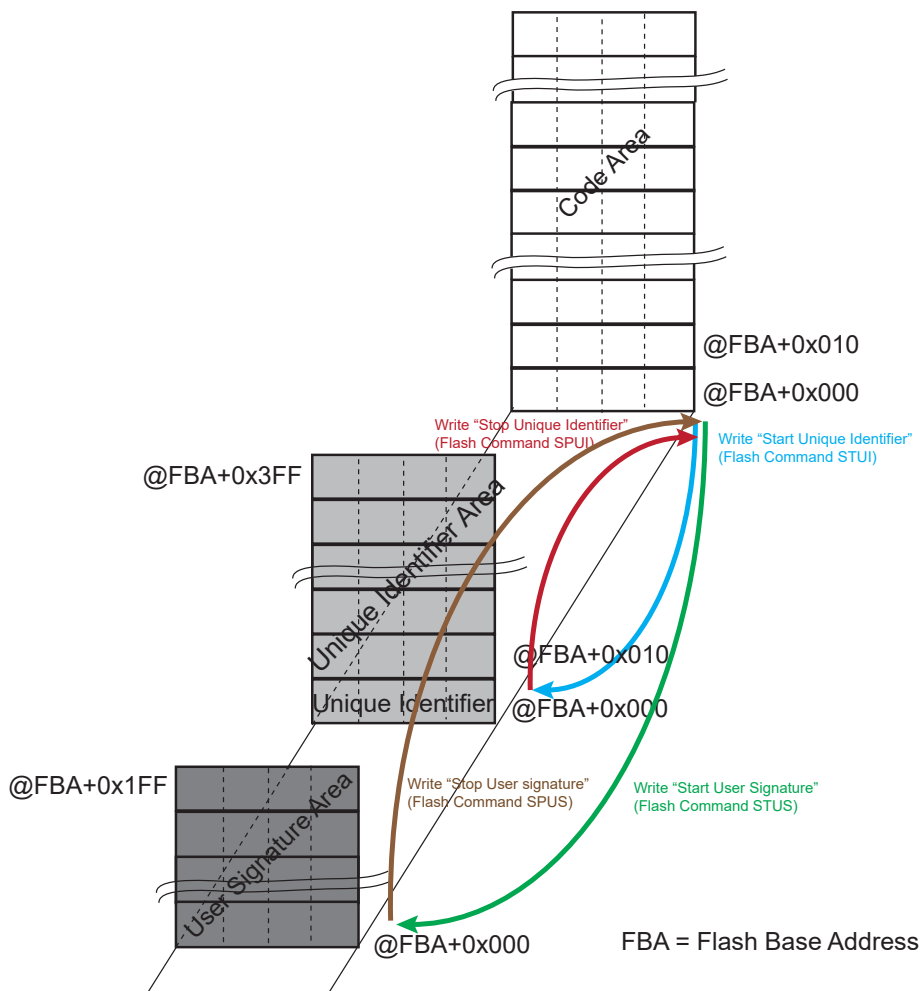 Code Area
@FBA+0x010
@FBA+0x000
Write “Stop Unique Identifier”
(Flash Command SPUI)
Write “Start Unique Identifier”
(Flash Command STUI)
@FBA+0x3FF
Unique Identifier Area
@FBA+0x010
Unique Identifier
@FBA+0x000
@FBA+0x1FF
User Signature Area
Write “Stop User signature”
(Flash Command SPUS)
Write “Start User Signature”
(Flash Command STUS)
@FBA+0x000
FBA = Flash Base Address